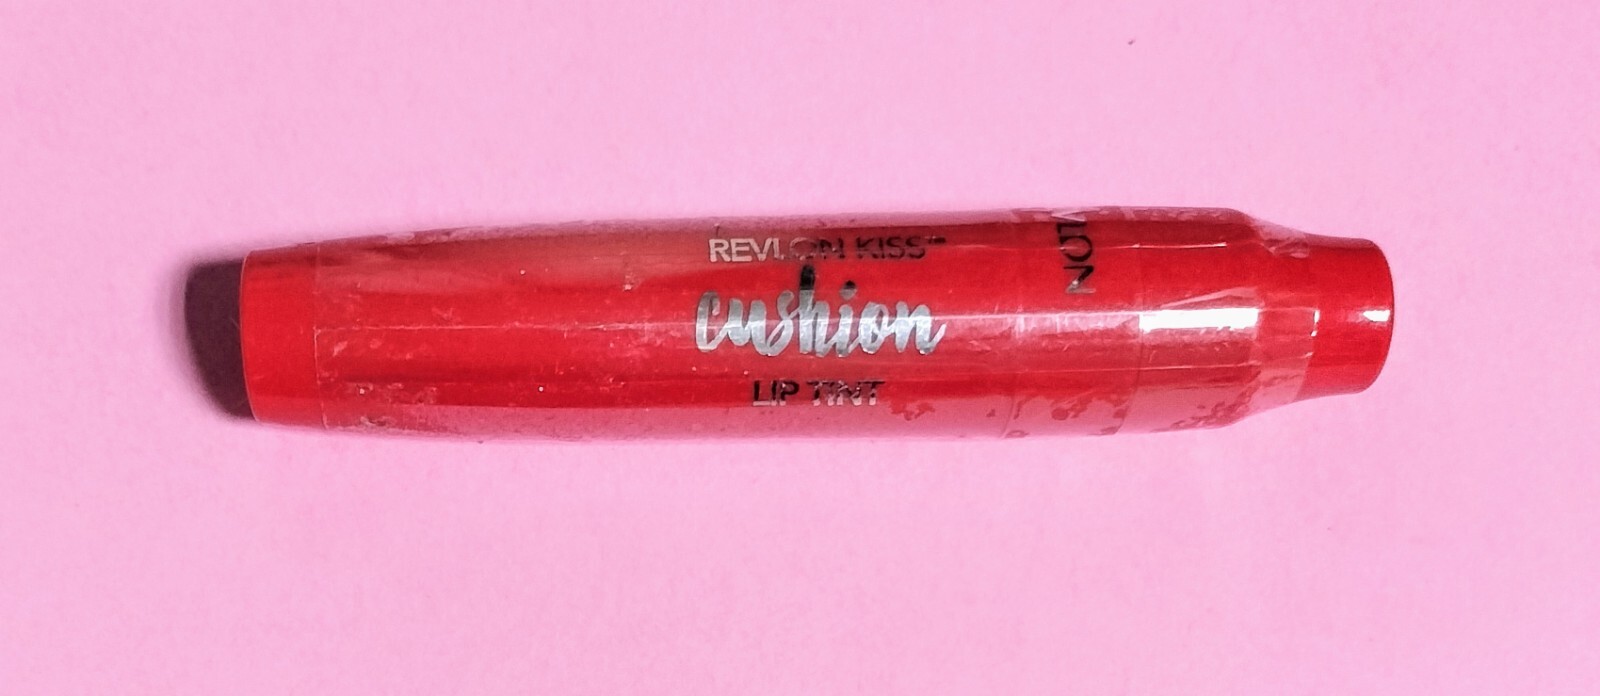 REVLON KISS™
cushion
LIP TINT